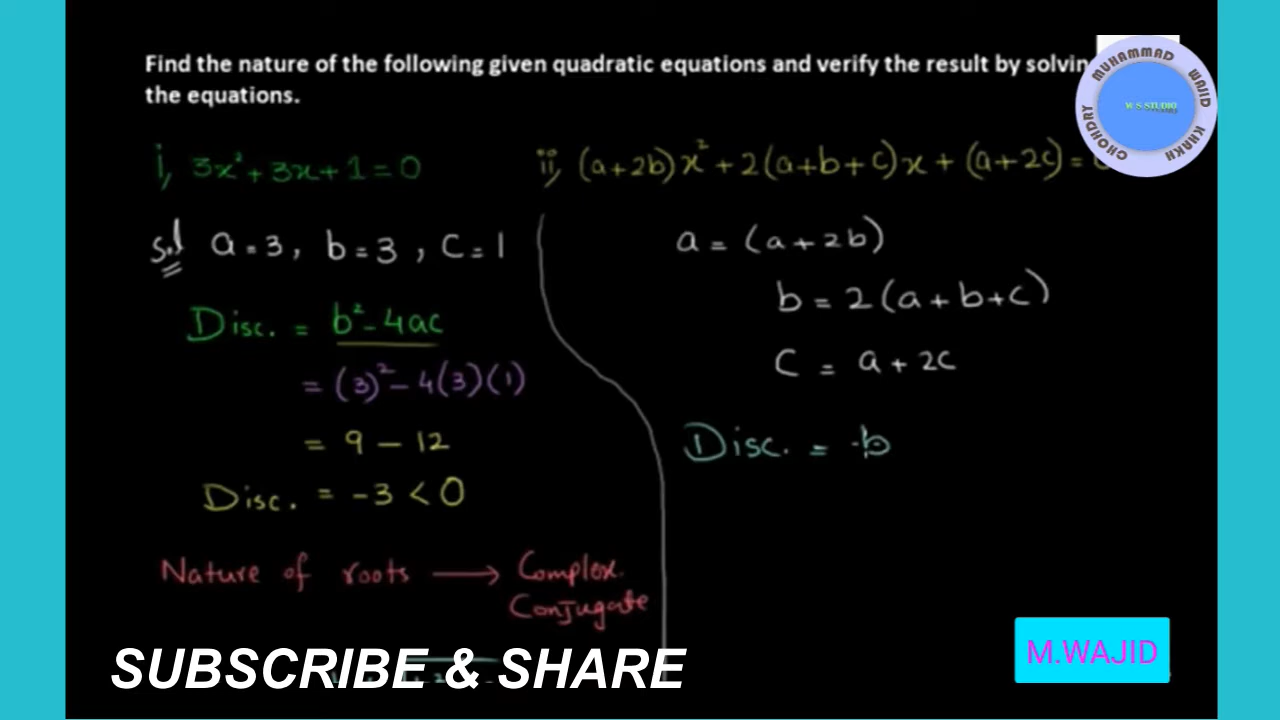 Find the nature of the following given quadratic equations and verify the result by solvin
the equations.
MUHAMMAD WAJID KHAKH CHOHDRY
W S STUDIO
i, 3x²+3x+1=0
ii, (a+2b)x²+2(a+b+c)x+(a+2c)=
sol a=3, b=3, c=1
Disc. = b²-4ac
= (3)²-4(3)(1)
= 9-12
Disc. = -3<0
Nature of roots → Complex.
Conjugate
a = (a+2b)
b = 2(a+b+c)
c = a+2c
Disc. = b
SUBSCRIBE & SHARE
M.WAJID